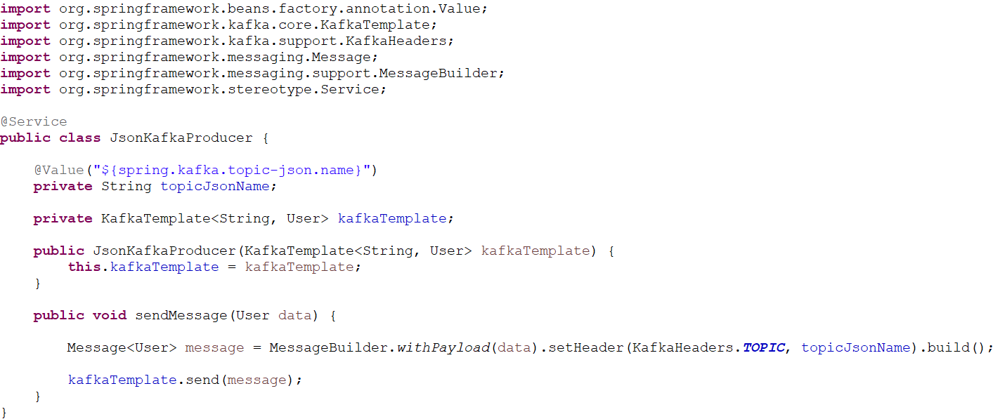 import org.springframework.beans.factory.annotation.Value;
import org.springframework.kafka.core.KafkaTemplate;
import org.springframework.kafka.support.KafkaHeaders;
import org.springframework.messaging.Message;
import org.springframework.messaging.support.MessageBuilder;
import org.springframework.stereotype.Service;

@Service
public class JsonKafkaProducer {

    @Value("${spring.kafka.topic-json.name}")
    private String topicJsonName;

    private KafkaTemplate<String, User> kafkaTemplate;

    public JsonKafkaProducer(KafkaTemplate<String, User> kafkaTemplate) {
        this.kafkaTemplate = kafkaTemplate;
    }

    public void sendMessage(User data) {

        Message<User> message = MessageBuilder.withPayload(data).setHeader(KafkaHeaders.TOPIC, topicJsonName).build();

        kafkaTemplate.send(message);
    }
}